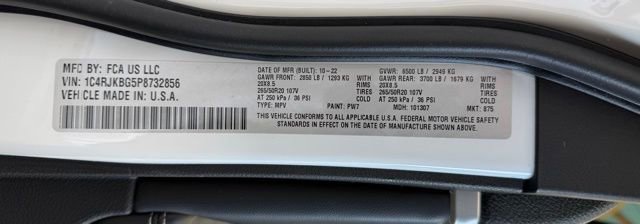 MFD BY: FCA US LLC
VIN: 1C4RJKBG5P8732856
VEHICLE MADE IN U.S.A.
DATE OF MFR (BUILT): 10-22
GAWR FRONT: 2850 LB / 1293 KG
WITH
20X8.5
RIMS
265/50R20 107V
TIRES
AT 250 kPa / 36 PSI
COLD
TYPE: MPV PAINT: PW7
GVWR: 6500 LB / 2949 KG
GAWR REAR: 3700 LB / 1679 KG
WITH
20X8.5
RIMS
265/50R20 107V
TIRES
AT 250 kPa / 36 PSI
COLD
MDH: 101307 MKT: 875
THIS VEHICLE CONFORMS TO ALL APPLICABLE U.S.A. FEDERAL MOTOR VEHICLE SAFETY
STANDARDS IN EFFECT ON THE DATE OF MANUFACTURE SHOWN ABOVE.